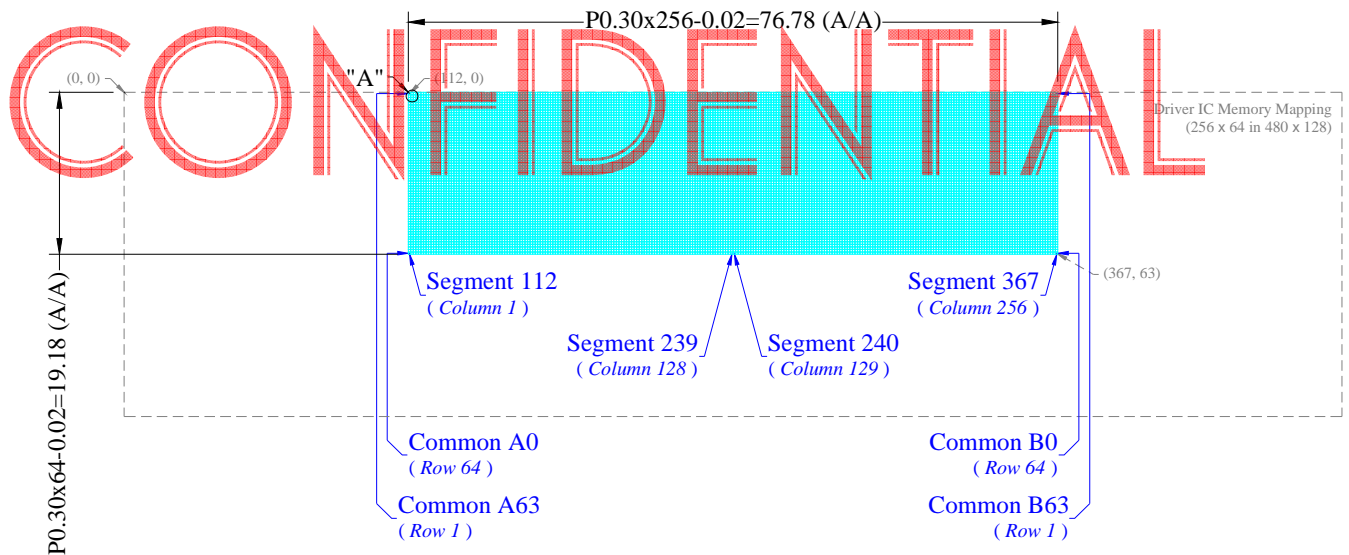 P0.30x256-0.02=76.78 (A/A)
CONFIDENTIAL
(0, 0)
"A"
(112, 0)
Driver IC Memory Mapping
(256 x 64 in 480 x 128)
P0.30x64-0.02=19.18 (A/A)
Segment 112
( Column 1 )
Segment 367
( Column 256 )
(367, 63)
Segment 239
( Column 128 )
Segment 240
( Column 129 )
Common A0
( Row 64 )
Common B0
( Row 64 )
Common A63
( Row 1 )
Common B63
( Row 1 )